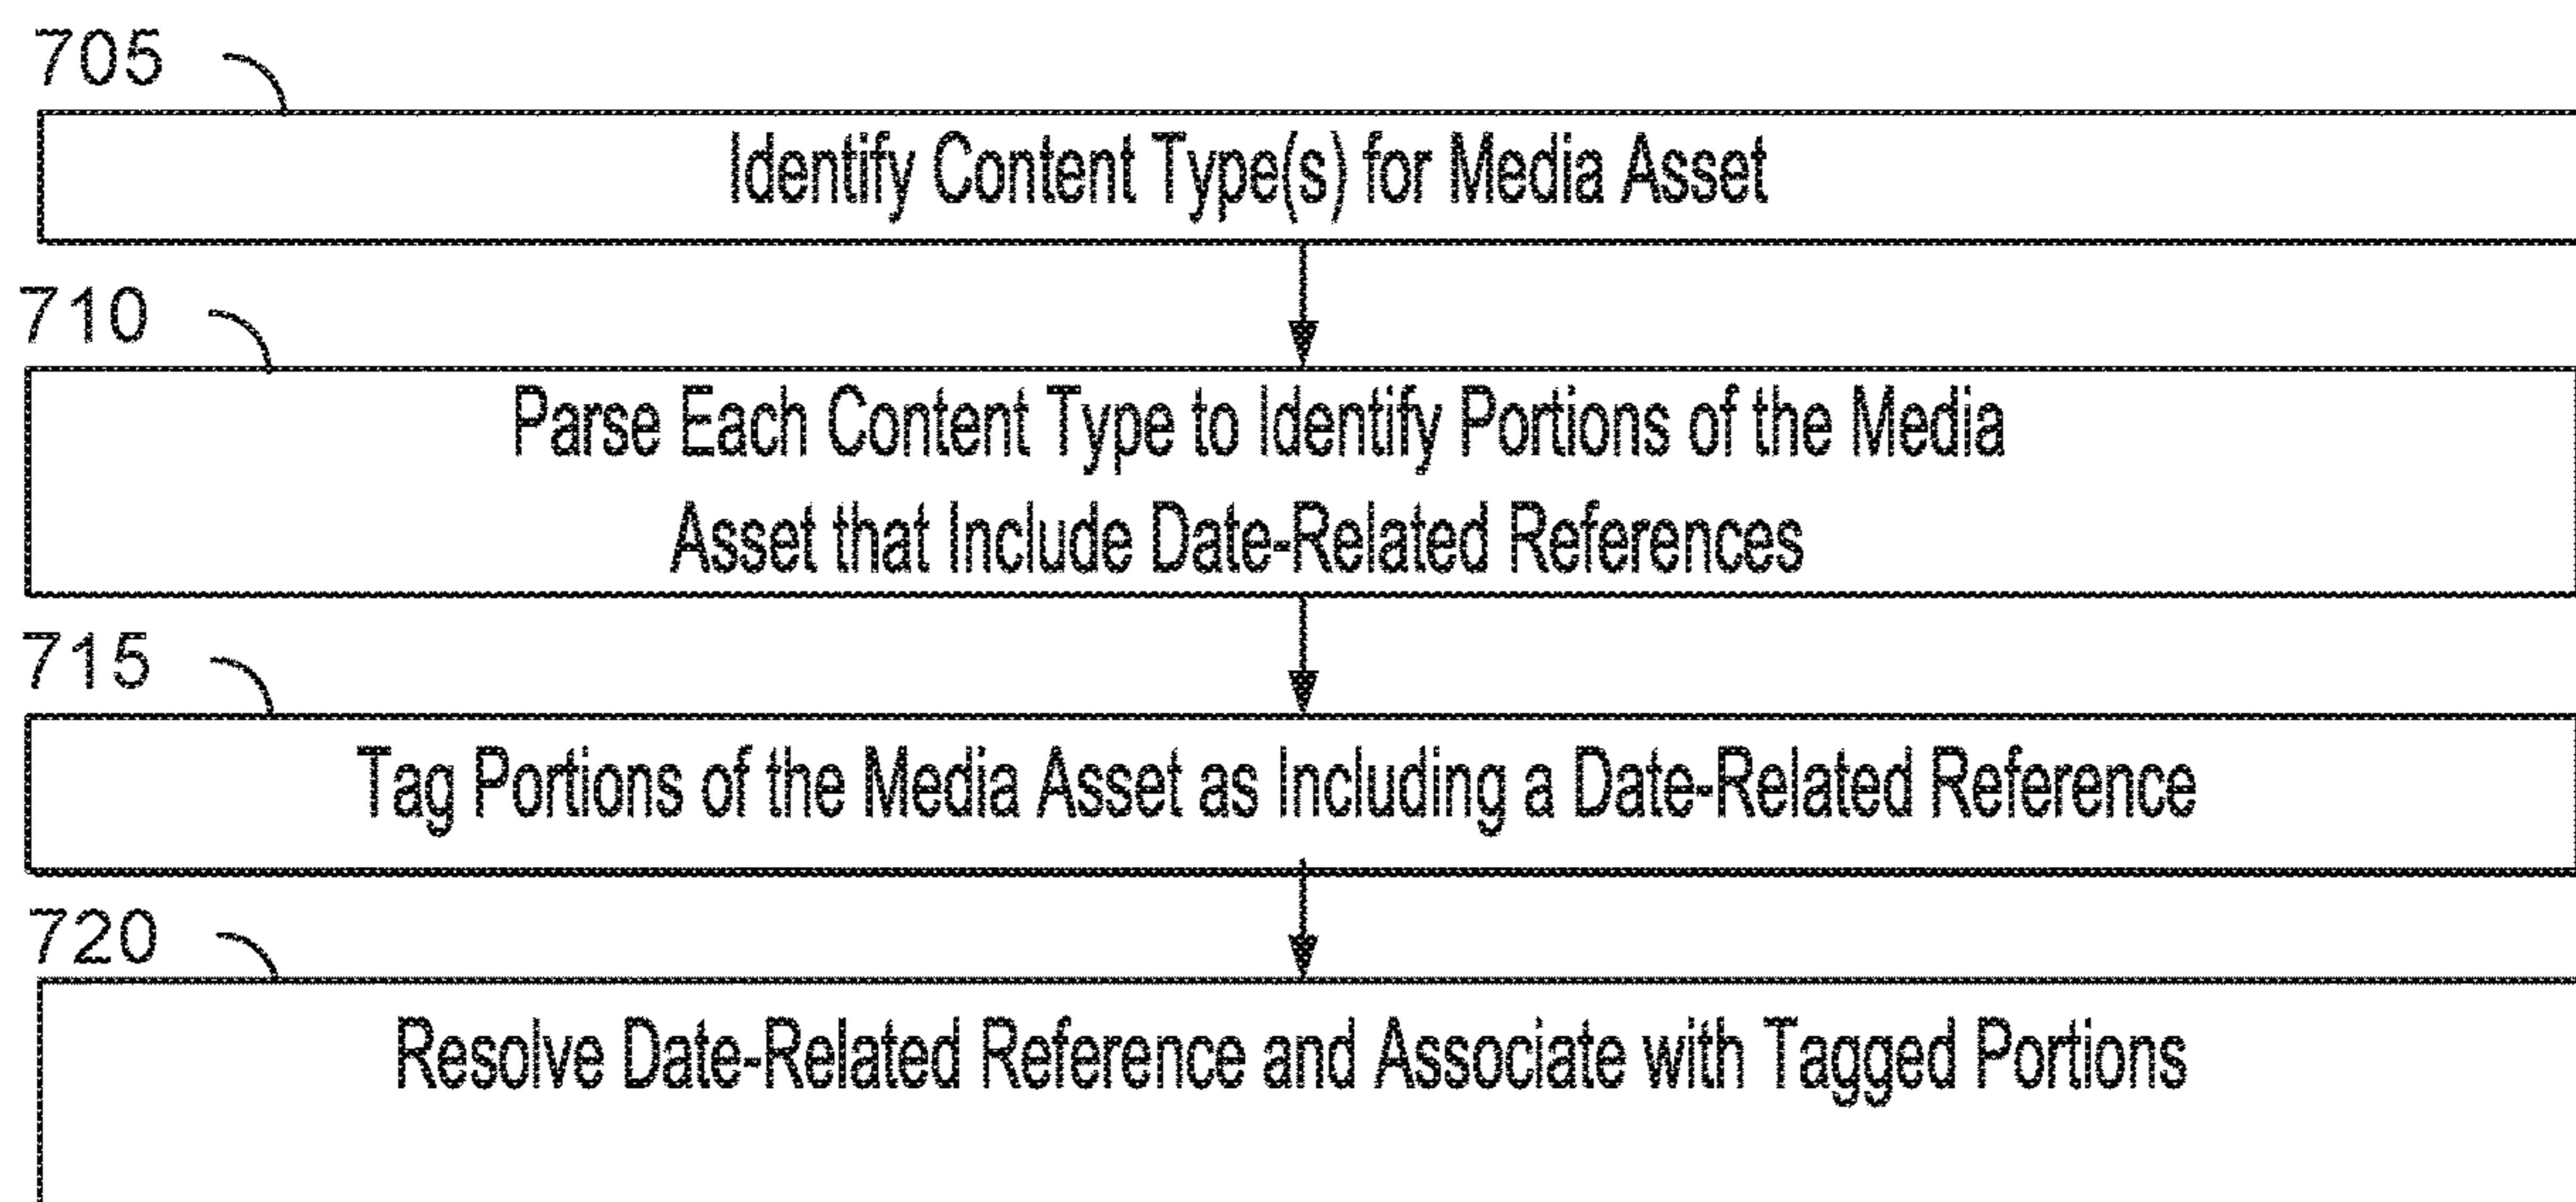 705
Identify Content Type(s) for Media Asset
710
Parse Each Content Type to Identify Portions of the Media
Asset that Include Date-Related References
715
Tag Portions of the Media Asset as Including a Date-Related Reference
720
Resolve Date-Related Reference and Associate with Tagged Portions